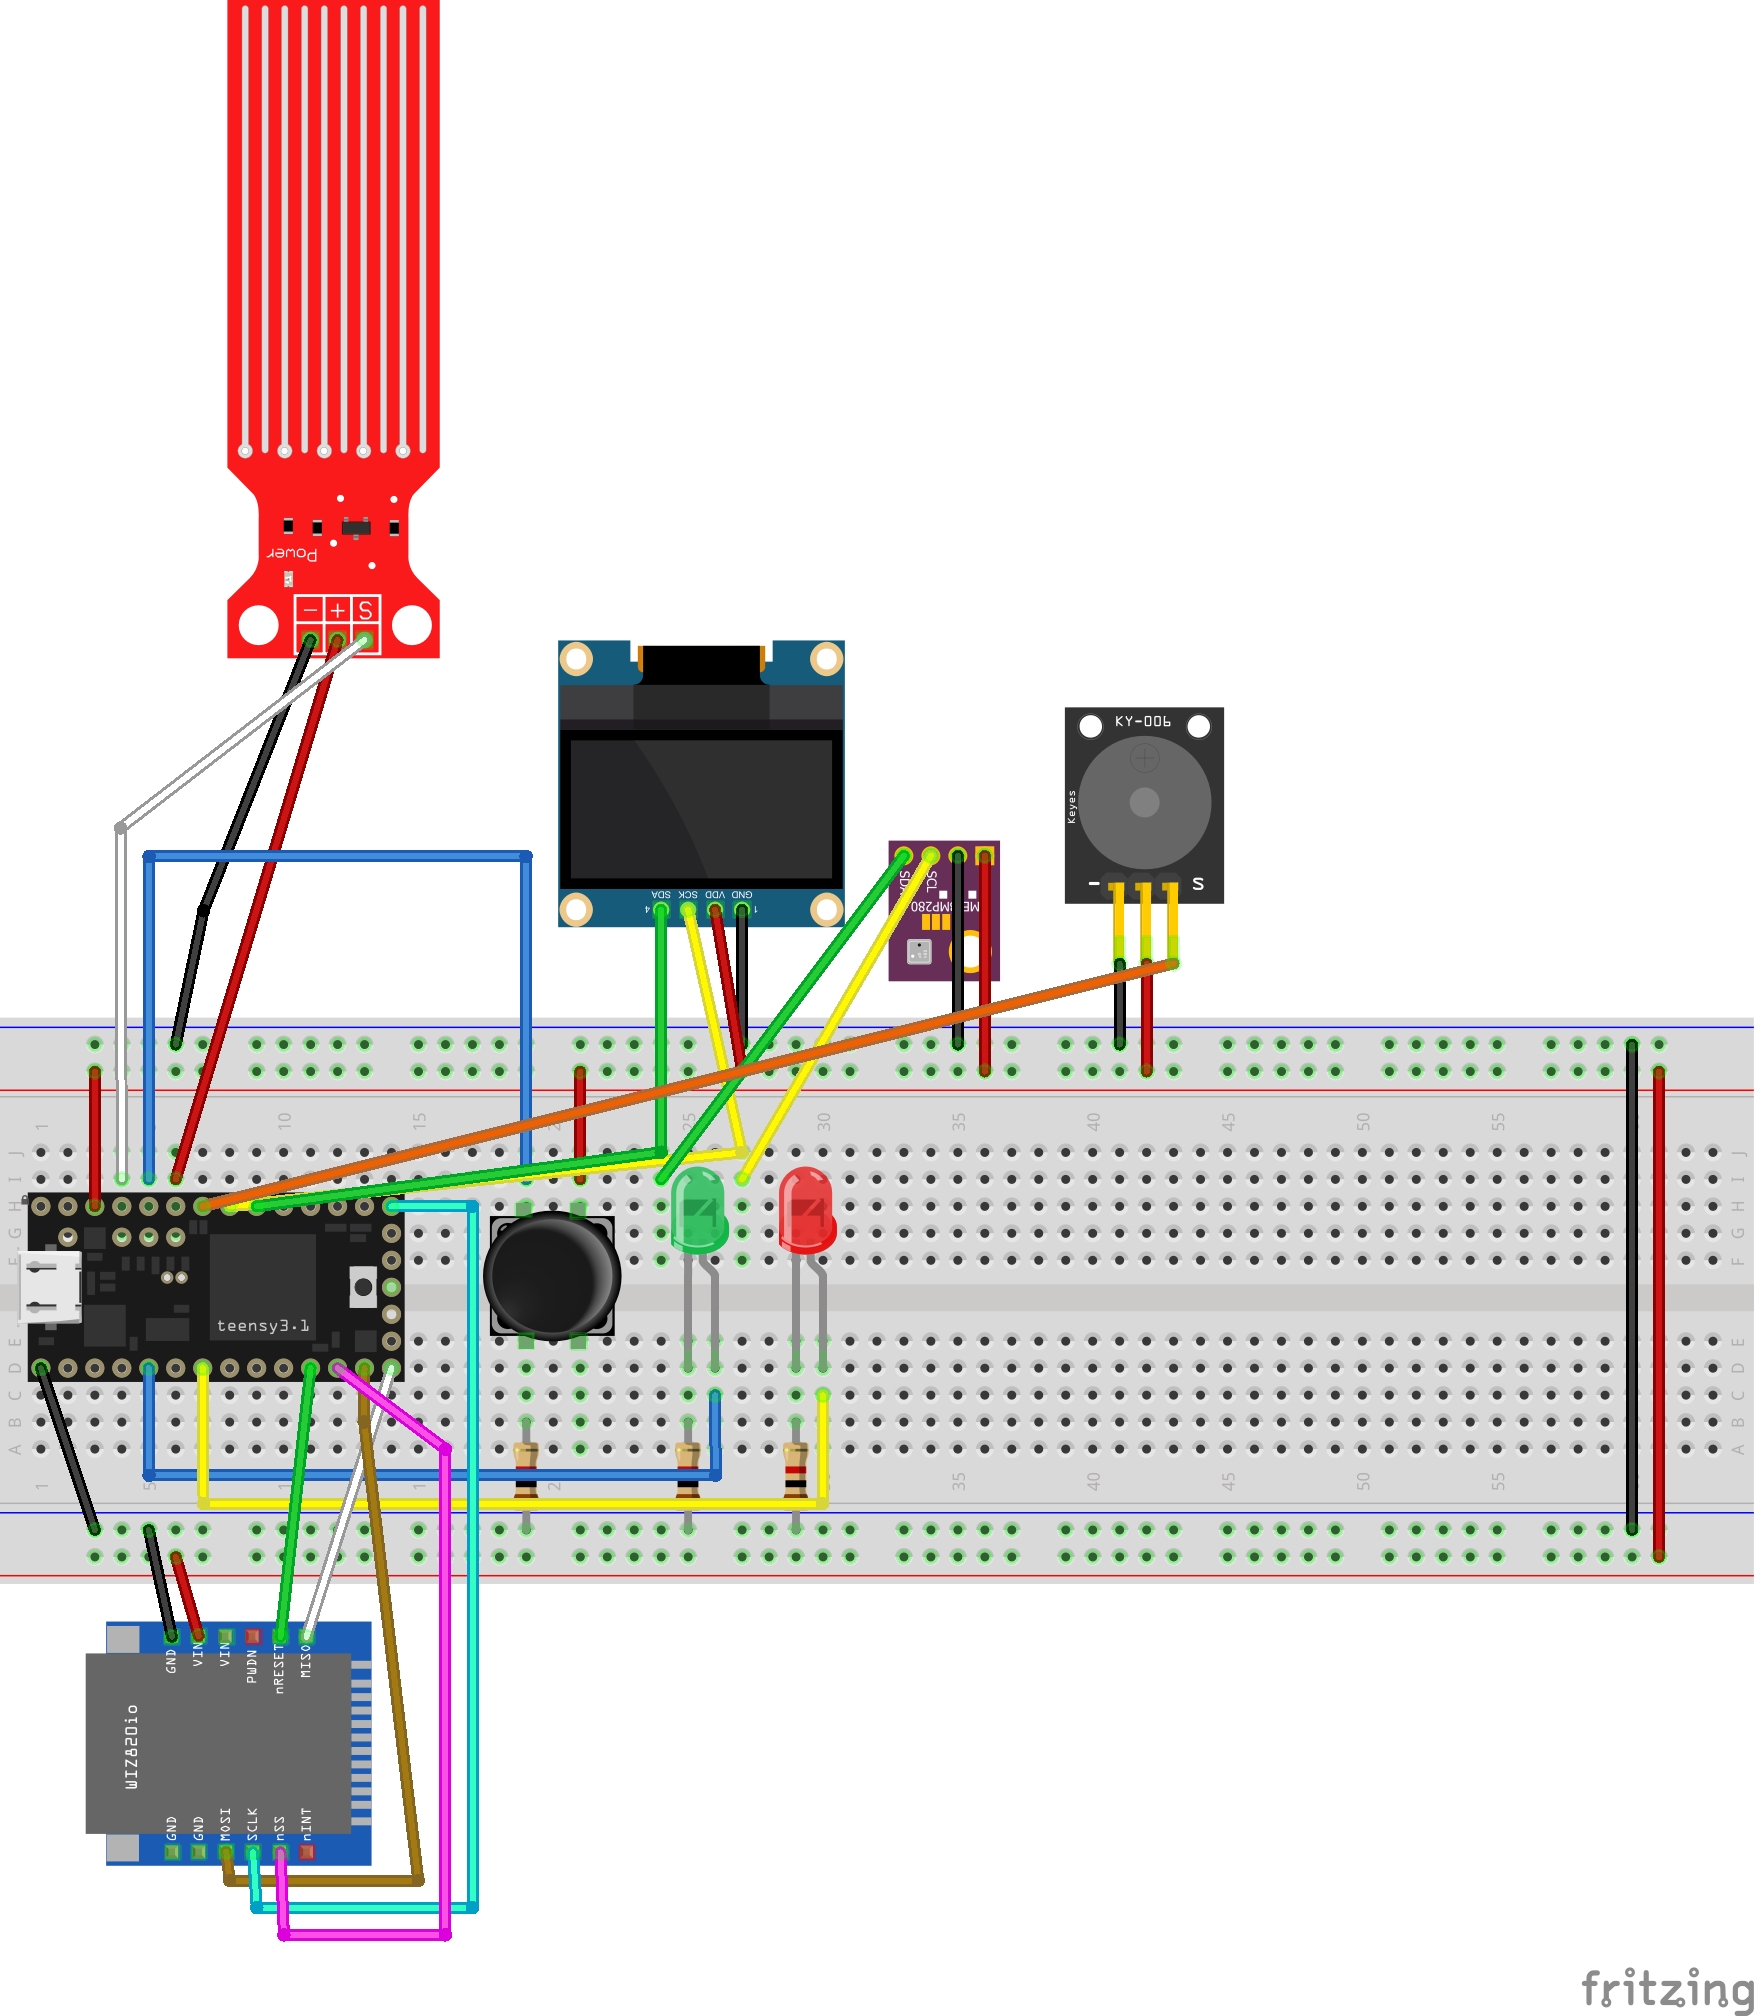 Power
- + S
KY-006
Keyes
- S
SDA SCK VDD GND
4 1
SDA SCL
1 10 15 25 30 35 40 45 50 55
J
I
H
G
F
teensy3.1
E
D
C
B
A
1 5 35 40 45 50 55
GND VIN VIN PWDN nRESET MISO
WIZ820io
GND GND MOSI SCLK nSS nINT
fritzing